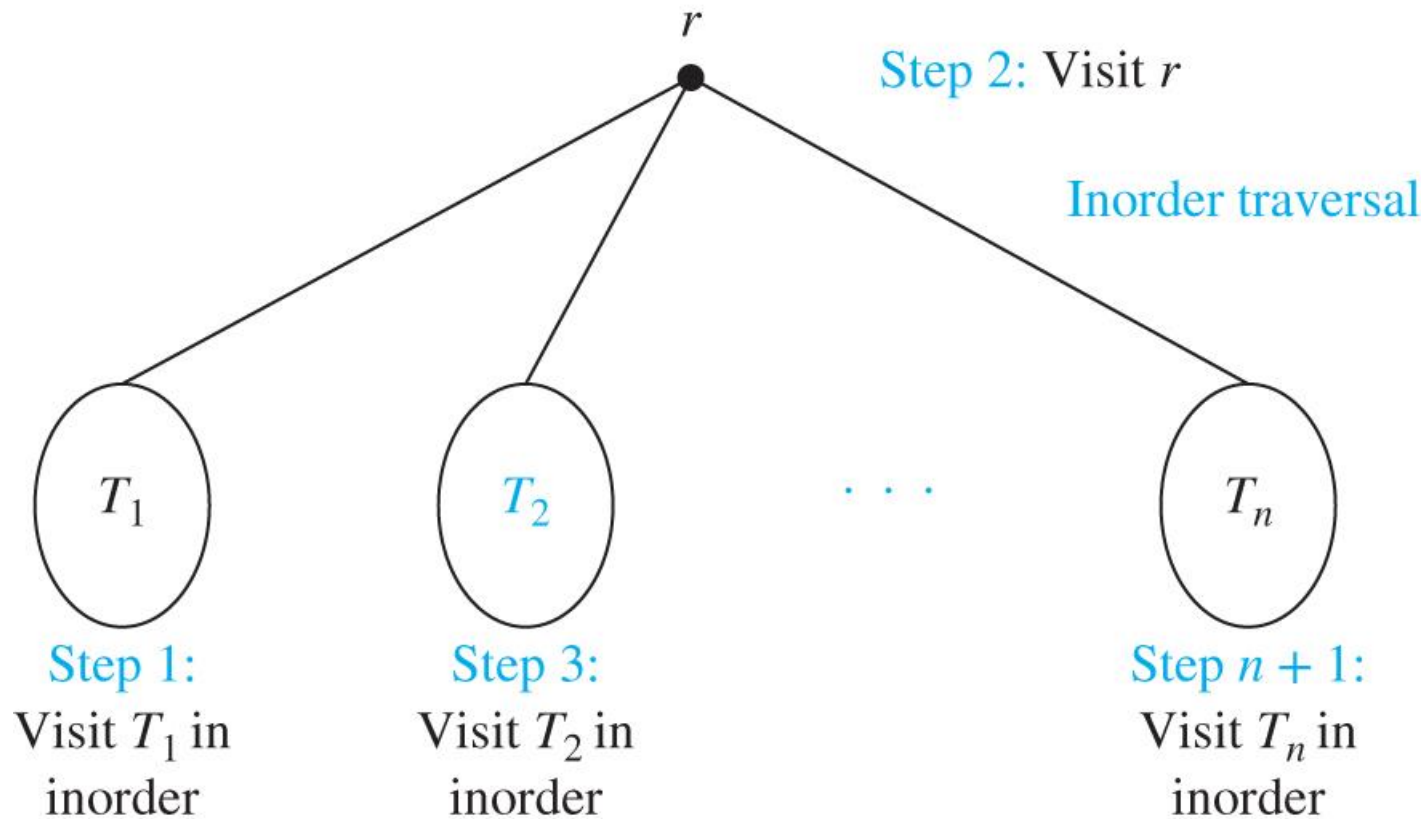 r
Step 2: Visit r
Inorder traversal
T₁
T₂
· · ·
Tₙ
Step 1:
Visit T₁ in
inorder
Step 3:
Visit T₂ in
inorder
Step n + 1:
Visit Tₙ in
inorder